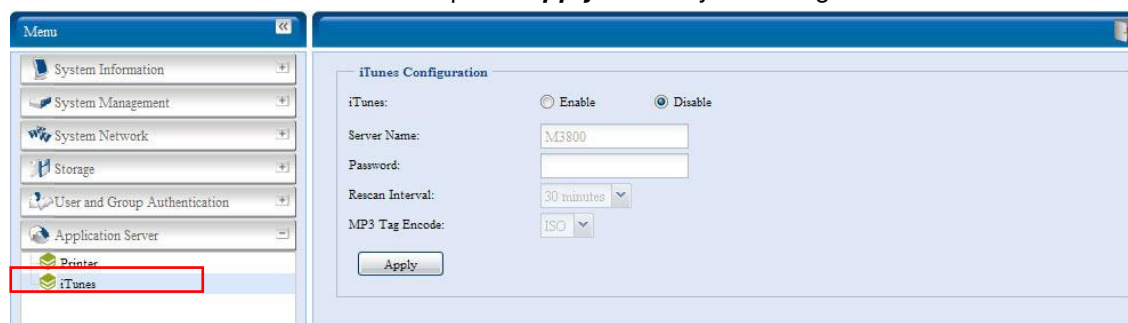 Menu
System Information
System Management
System Network
Storage
User and Group Authentication
Application Server
Printer
iTunes
iTunes Configuration
iTunes: Enable Disable
Server Name: M3800
Password:
Rescan Interval: 30 minutes
MP3 Tag Encode: ISO
Apply